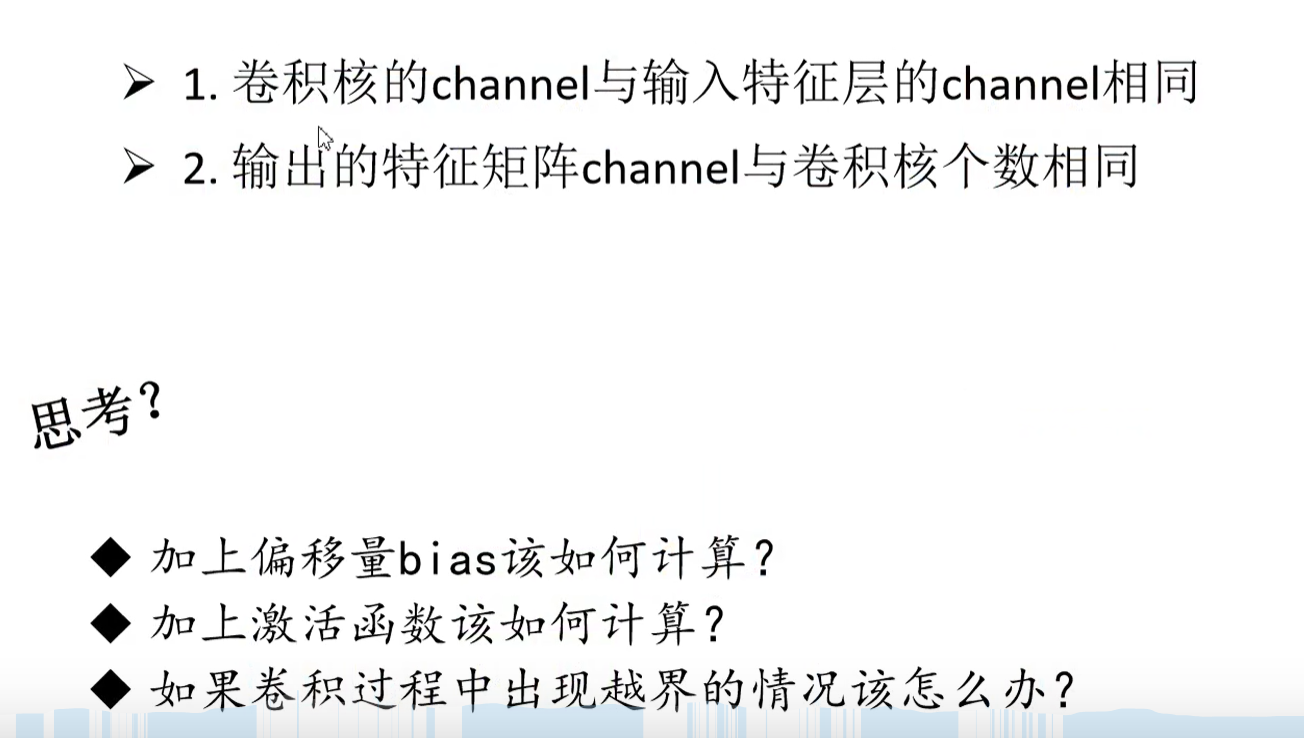 1. 卷积核的channel与输入特征层的channel相同
2. 输出的特征矩阵channel与卷积核个数相同
思考?
加上偏移量bias该如何计算?
加上激活函数该如何计算?
如果卷积过程中出现越界的情况该怎么办?